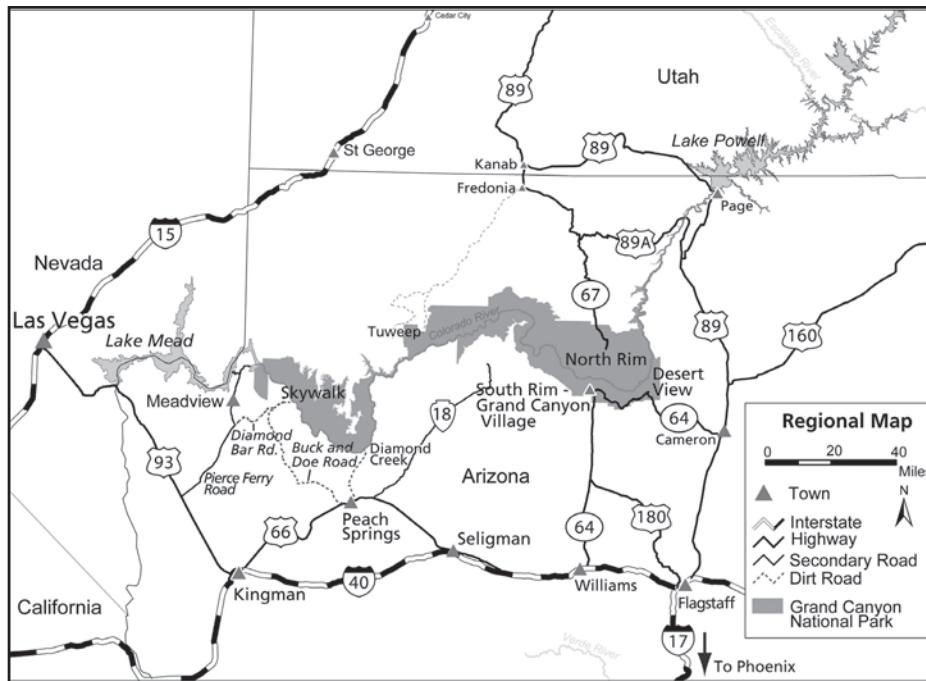 Cedar City
Escalante River
89
Utah
Lake Powell
St George
Kanab
89
Fredonia
Page
15
89A
Nevada
67
89
160
Las Vegas
Tuweep
Colorado River
Lake Mead
North Rim
Desert
View
Skywalk
South Rim -
Grand Canyon
Village
Meadview
18
64
Cameron
Diamond
Bar Rd.
Buck and
Doe Road
Diamond
Creek
93
Pierce Ferry
Road
Arizona
66
Peach
Springs
64
180
Seligman
Kingman
40
Williams
Flagstaff
California
17
Verde River
To Phoenix
Regional Map
0 20 40
Miles
N
Town
Interstate
Highway
Secondary Road
Dirt Road
Grand Canyon
National Park